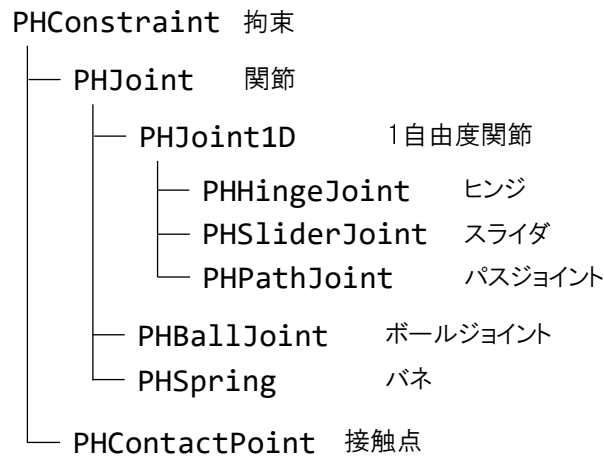 PHConstraint 拘束
PHJoint 関節
PHJoint1D 1自由度関節
PHHingeJoint ヒンジ
PHSliderJoint スライダ
PHPathJoint パスジョイント
PHBallJoint ボールジョイント
PHSpring バネ
PHContactPoint 接触点